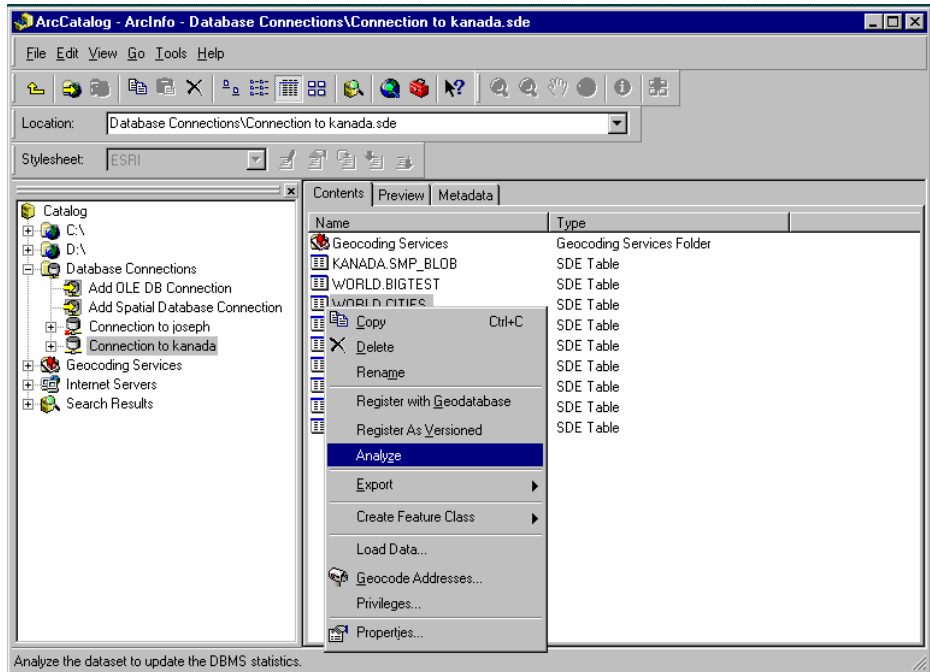 ArcCatalog - ArcInfo - Database Connections\Connection to kanada.sde
File Edit View Go Tools Help
Location: Database Connections\Connection to kanada.sde
Stylesheet: ESRI
Contents Preview Metadata
Catalog
C:\
D:\
Database Connections
Add OLE DB Connection
Add Spatial Database Connection
Connection to joseph
Connection to kanada
Geocoding Services
Internet Servers
Search Results
Name Type
Geocoding Services Geocoding Services Folder
KANADA.SMP_BLOB SDE Table
WORLD.BIGTEST SDE Table
WORLD.CITIES SDE Table
SDE Table
SDE Table
SDE Table
SDE Table
SDE Table
SDE Table
Copy Ctrl+C
Delete
Rename
Register with Geodatabase
Register As Versioned
Analyze
Export
Create Feature Class
Load Data...
Geocode Addresses...
Privileges...
Properties...
Analyze the dataset to update the DBMS statistics.